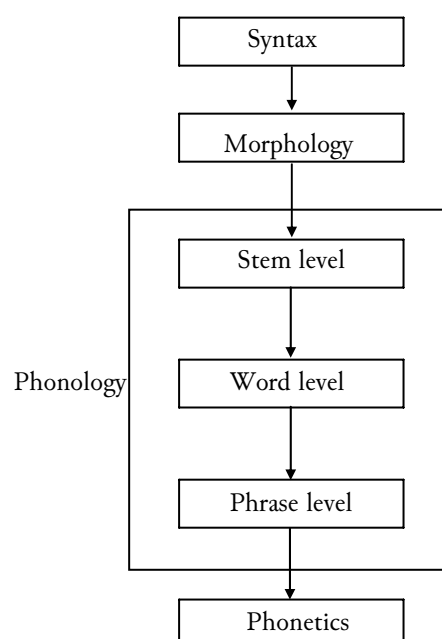 Syntax
Morphology
Stem level
Phonology
Word level
Phrase level
Phonetics